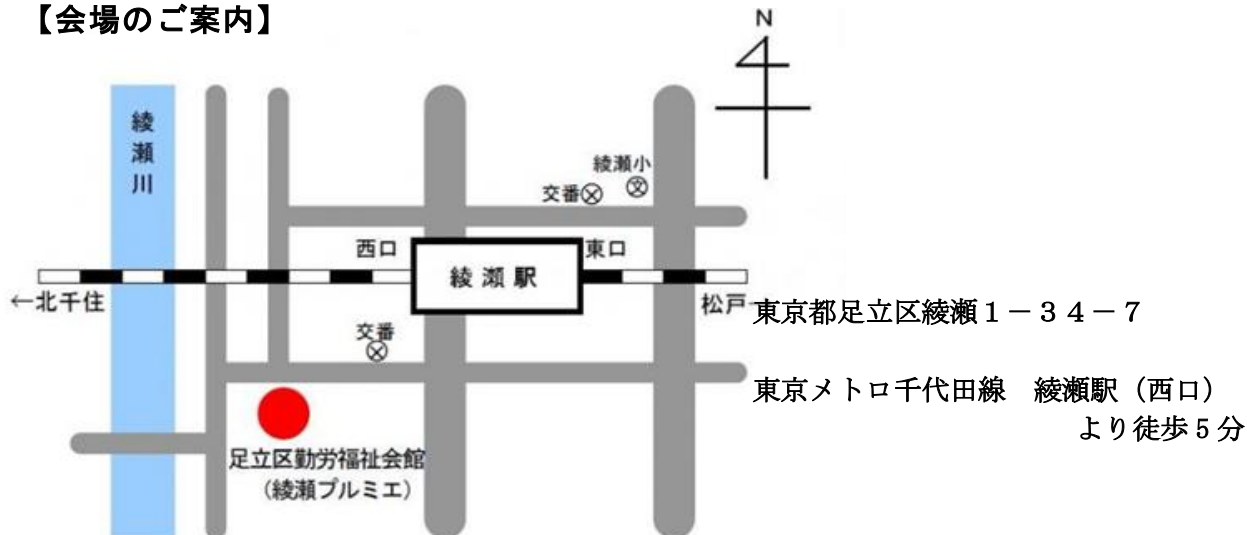 【会場のご案内】
N
綾瀬川
綾瀬小
交番
文
西口
東口
綾瀬駅
←北千住
松戸
交番
東京都足立区綾瀬１－３４－７
東京メトロ千代田線　綾瀬駅（西口）
より徒歩５分
足立区勤労福祉会館
（綾瀬プルミエ）